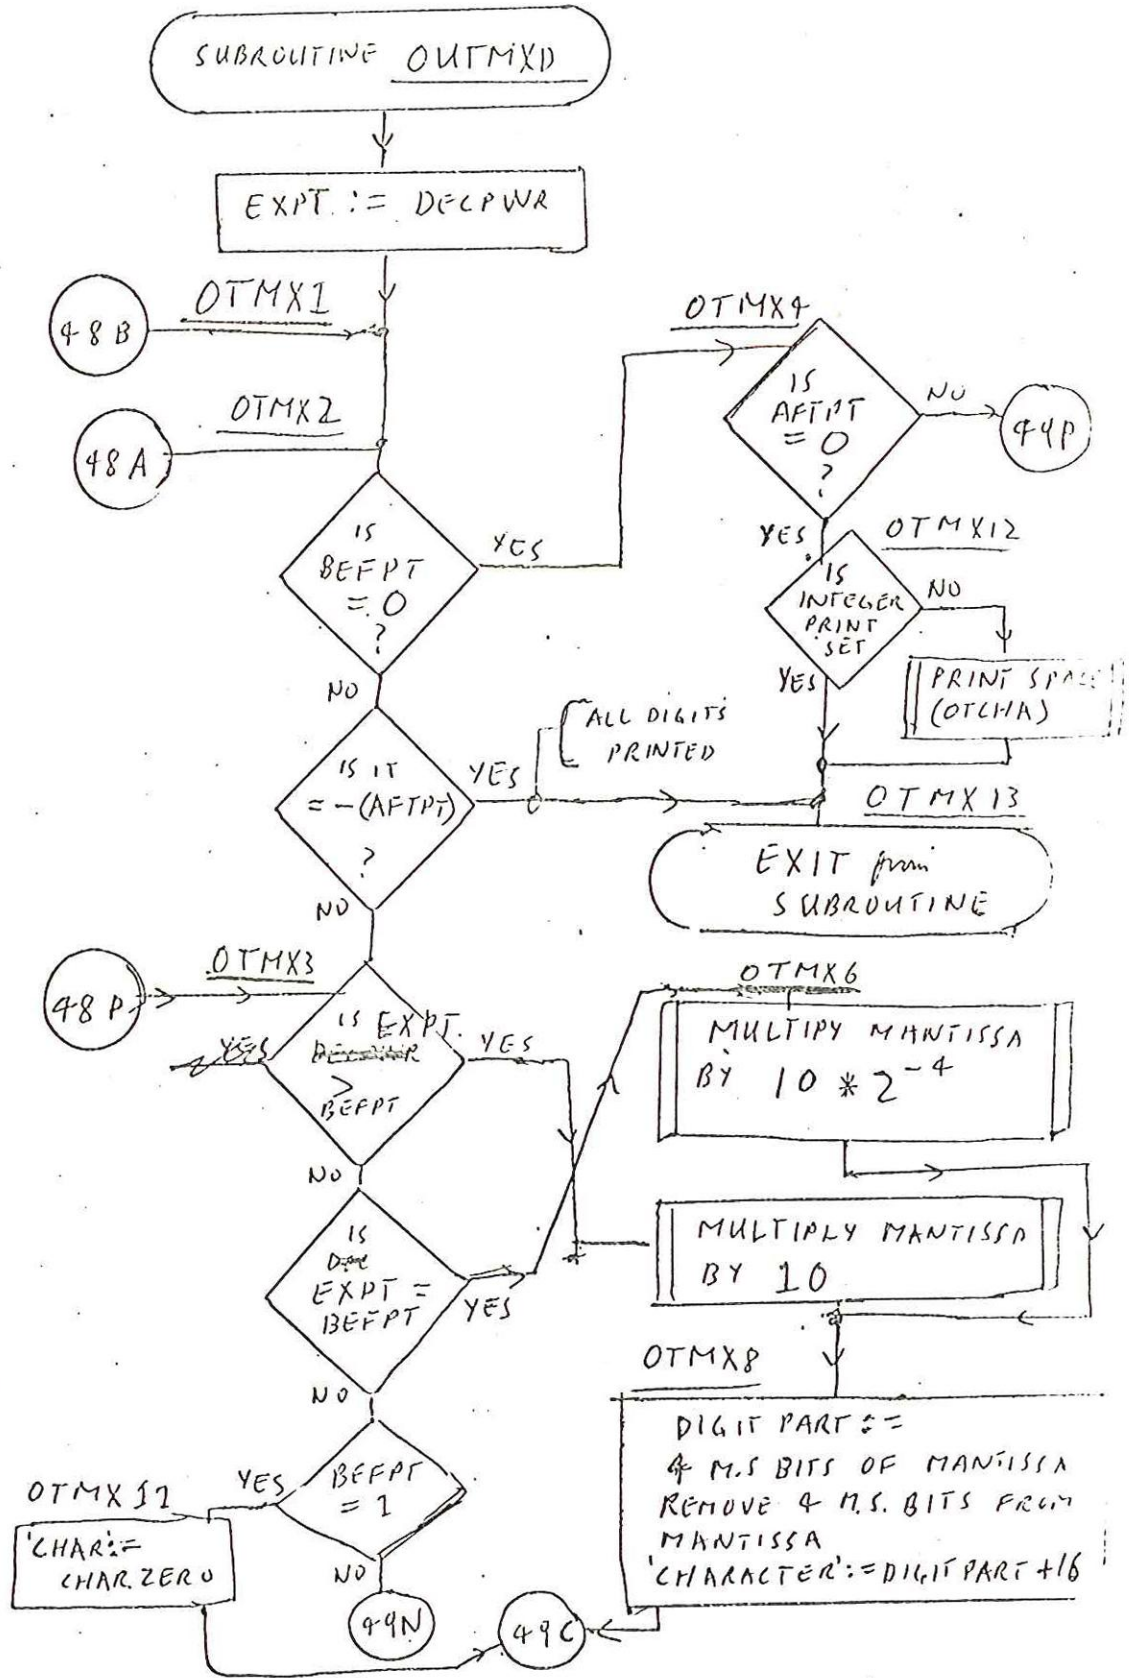 SUBROUTINE OUTMXD
EXPT. := DECPWR
OTMX1
48B
OTMX2
48A
IS
BEFPT
= 0
?
YES
NO
OTMX4
IS
AFTPT
= 0
?
NO
49P
YES
OTMX12
IS
INTEGER
PRINT
SET
NO
YES
PRINT SPACE
(OTCHA)
IS IT
= -(AFTPT)
?
YES
ALL DIGITS
PRINTED
NO
OTMX13
EXIT from
SUBROUTINE
OTMX3
48P
IS EXPT.
>
BEFPT
YES
YES
NO
OTMX6
MULTIPY MANTISSA
BY 10 * 2-4
MULTIPLY MANTISSA
BY 10
IS
EXPT =
BEFPT
YES
NO
OTMX8
DIGIT PART :=
4 M.S BITS OF MANTISSA
REMOVE 4 M.S. BITS FROM
MANTISSA
'CHARACTER' := DIGIT PART +16
BEFPT
= 1
YES
NO
OTMX11
'CHAR' :=
CHAR. ZERO
49N
49C